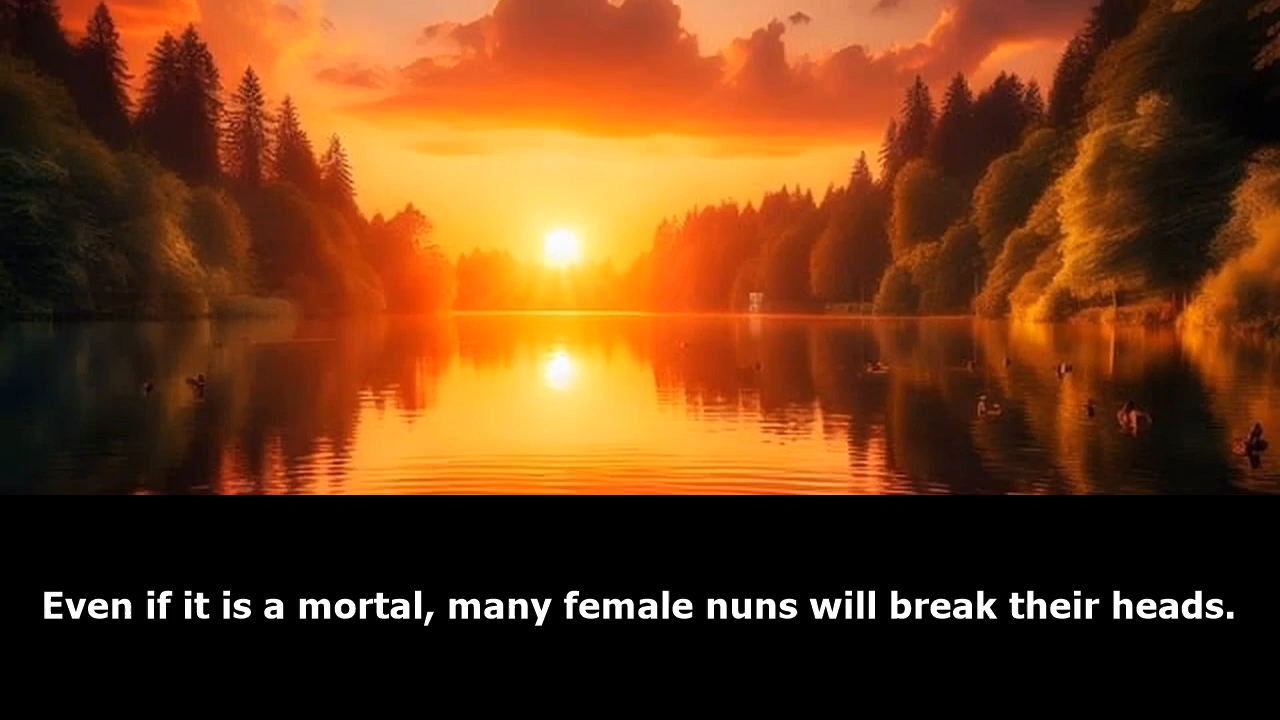 Even if it is a mortal, many female nuns will break their heads.